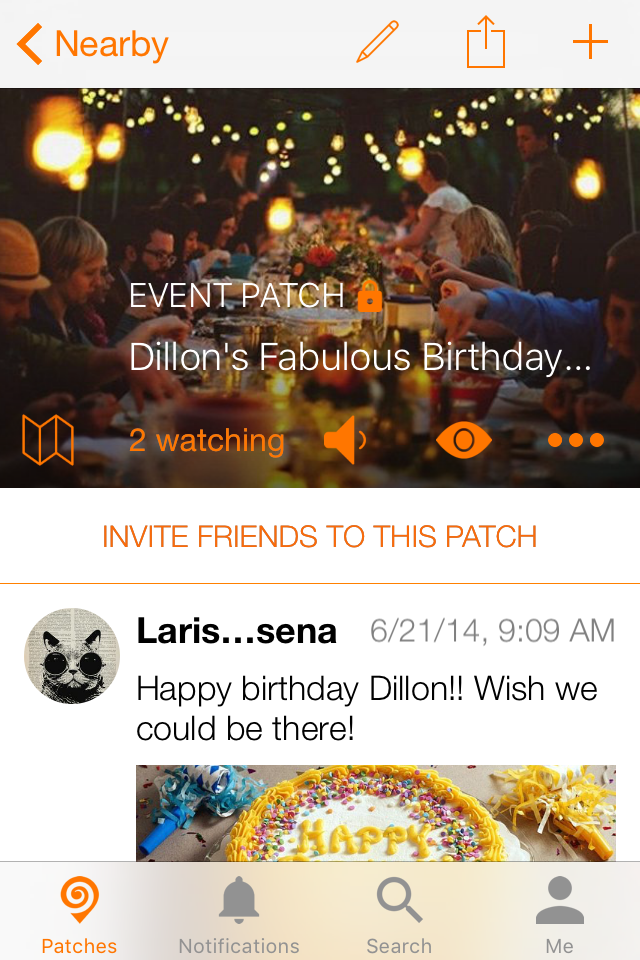 Nearby
EVENT PATCH
Dillon's Fabulous Birthday...
2 watching
INVITE FRIENDS TO THIS PATCH
Laris...sena 6/21/14, 9:09 AM
Happy birthday Dillon!! Wish we
could be there!
HAPPY
Patches Notifications Search Me